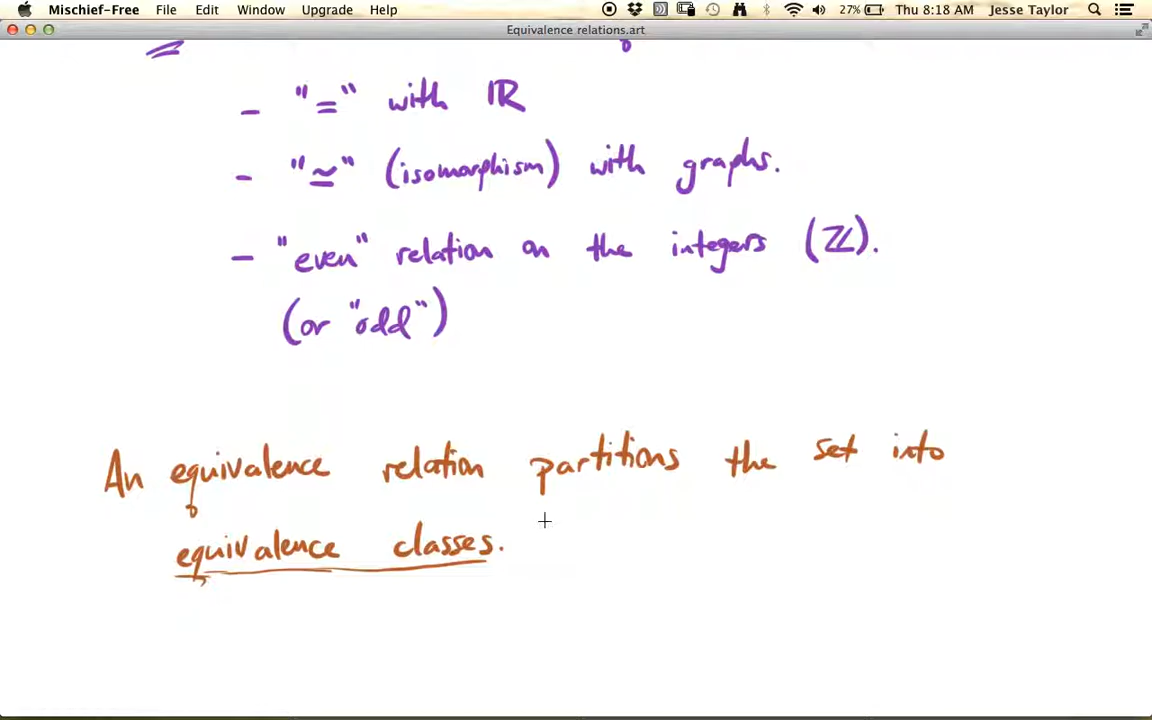 Mischief-Free File Edit Window Upgrade Help 27% Thu 8:18 AM Jesse Taylor
Equivalence relations.art
- "=" with ℝ
- "≅" (isomorphism) with graphs.
- "even" relation on the integers (ℤ).
(or "odd")
An equivalence relation partitions the set into
equivalence classes.